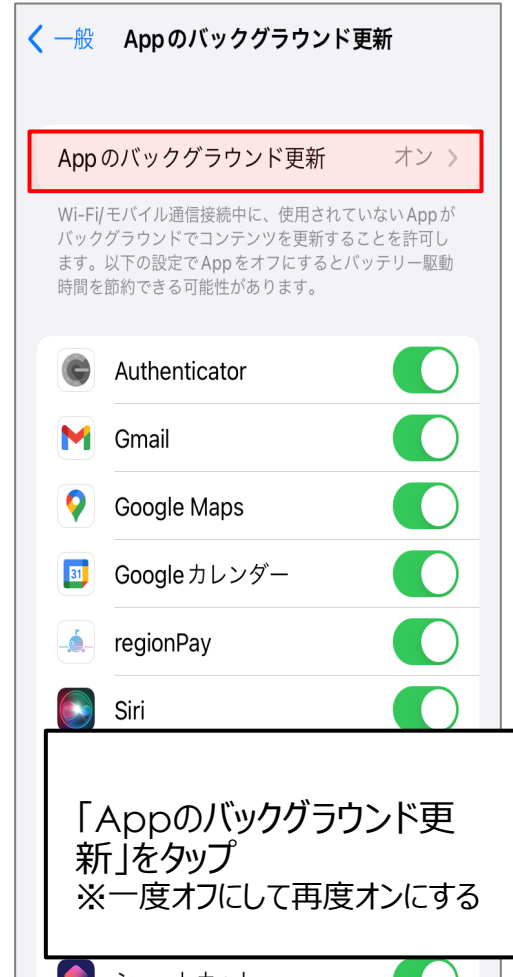 一般 Appのバックグラウンド更新
Appのバックグラウンド更新 オン
Wi-Fi/モバイル通信接続中に、使用されていないAppが
バックグラウンドでコンテンツを更新することを許可し
ます。以下の設定でAppをオフにするとバッテリー駆動
時間を節約できる可能性があります。
Authenticator
Gmail
Google Maps
31
Googleカレンダー
regionPay
Siri
「Appのバックグラウンド更
新」をタップ
※一度オフにして再度オンにする